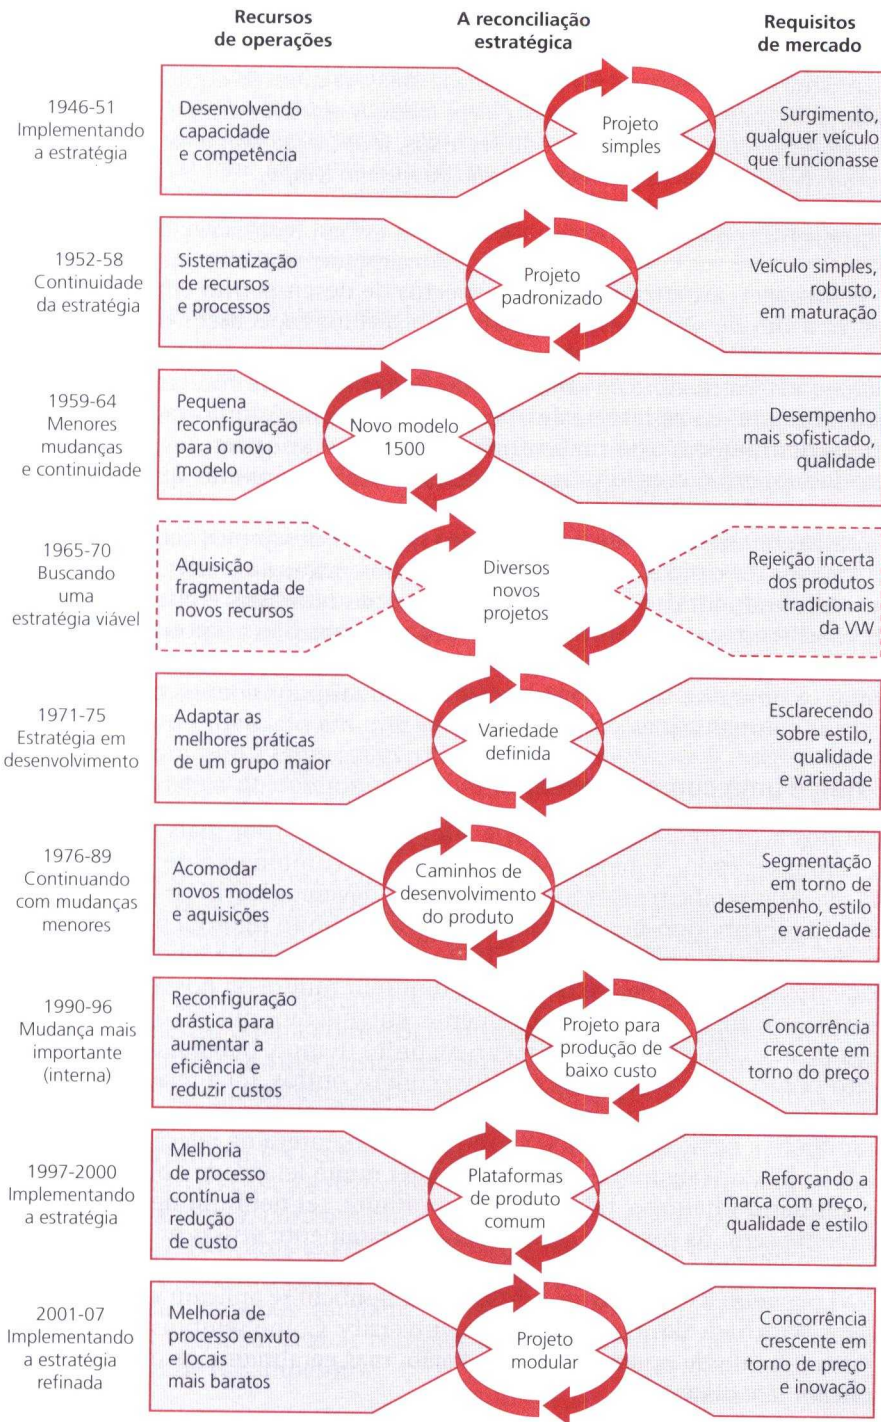 Recursos
de operações
A reconciliação
estratégica
Requisitos
de mercado
1946-51
Implementando
a estratégia
Desenvolvendo
capacidade
e competência
Projeto
simples
Surgimento,
qualquer veículo
que funcionasse
1952-58
Continuidade
da estratégia
Sistematização
de recursos
e processos
Projeto
padronizado
Veículo simples,
robusto,
em maturação
1959-64
Menores
mudanças
e continuidade
Pequena
reconfiguração
para o novo
modelo
Novo modelo
1500
Desempenho
mais sofisticado,
qualidade
1965-70
Buscando
uma
estratégia viável
Aquisição
fragmentada de
novos recursos
Diversos
novos
projetos
Rejeição incerta
dos produtos
tradicionais
da VW
1971-75
Estratégia em
desenvolvimento
Adaptar as
melhores práticas
de um grupo maior
Variedade
definida
Esclarecendo
sobre estilo,
qualidade
e variedade
1976-89
Continuando
com mudanças
menores
Acomodar
novos modelos
e aquisições
Caminhos de
desenvolvimento
do produto
Segmentação
em torno de
desempenho, estilo
e variedade
1990-96
Mudança mais
importante
(interna)
Reconfiguração
drástica para
aumentar a
eficiência e
reduzir custos
Projeto para
produção de
baixo custo
Concorrência
crescente em
torno do preço
1997-2000
Implementando
a estratégia
Melhoria
de processo
contínua e
redução
de custo
Plataformas
de produto
comum
Reforçando a
marca com preço,
qualidade e estilo
2001-07
Implementando
a estratégia
refinada
Melhoria de
processo enxuto
e locais
mais baratos
Projeto
modular
Concorrência
crescente em
torno de preço
e inovação